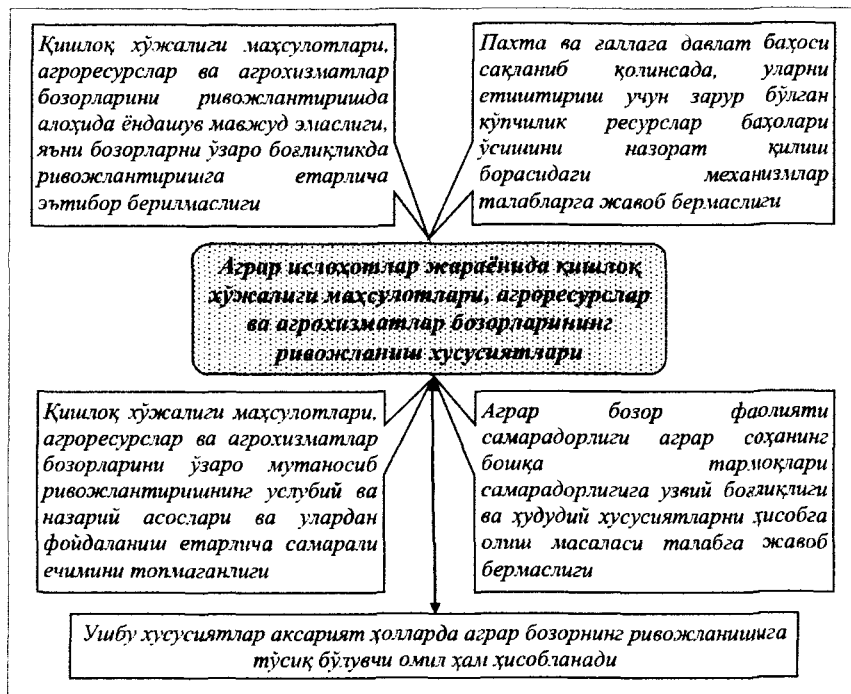 Қишлоқ хўжалиги маҳсулотлари,
агроресурслар ва агрохизматлар
бозорларини ривожлантиришда
алоҳида ёндашув мавжуд эмаслиги,
яъни бозорларни ўзаро боғлиқликда
ривожлантиришга етарлича
эътибор берилмаслиги
Пахта ва ғаллага давлат баҳоси
сақланиб қолинсада, уларни
етиштириш учун зарур бўлган
кўпчилик ресурслар баҳолари
ўсишини назорат қилиш
борасидаги механизмлар
талабларга жавоб бермаслиги
Аграр ислоҳотлар жараёнида қишлоқ
хўжалиги маҳсулотлари, агроресурслар
ва агрохизматлар бозорларининг
ривожланиш хусусиятлари
Қишлоқ хўжалиги маҳсулотлари,
агроресурслар ва агрохизматлар
бозорларини ўзаро мутаносиб
ривожлантиришнинг услубий ва
назарий асослари ва улардан
фойдаланиш етарлича самарали
ечимини топмаганлиги
Аграр бозор фаолияти
самарадорлиги аграр соҳанинг
бошқа тармоқлари
самарадорлигига узвий боғлиқлиги
ва ҳудудий хусусиятларни ҳисобга
олиш масаласи талабга жавоб
бермаслиги
Ушбу хусусиятлар аксарият ҳолларда аграр бозорнинг ривожланишига
тўсиқ бўлувчи омил ҳам ҳисобланади